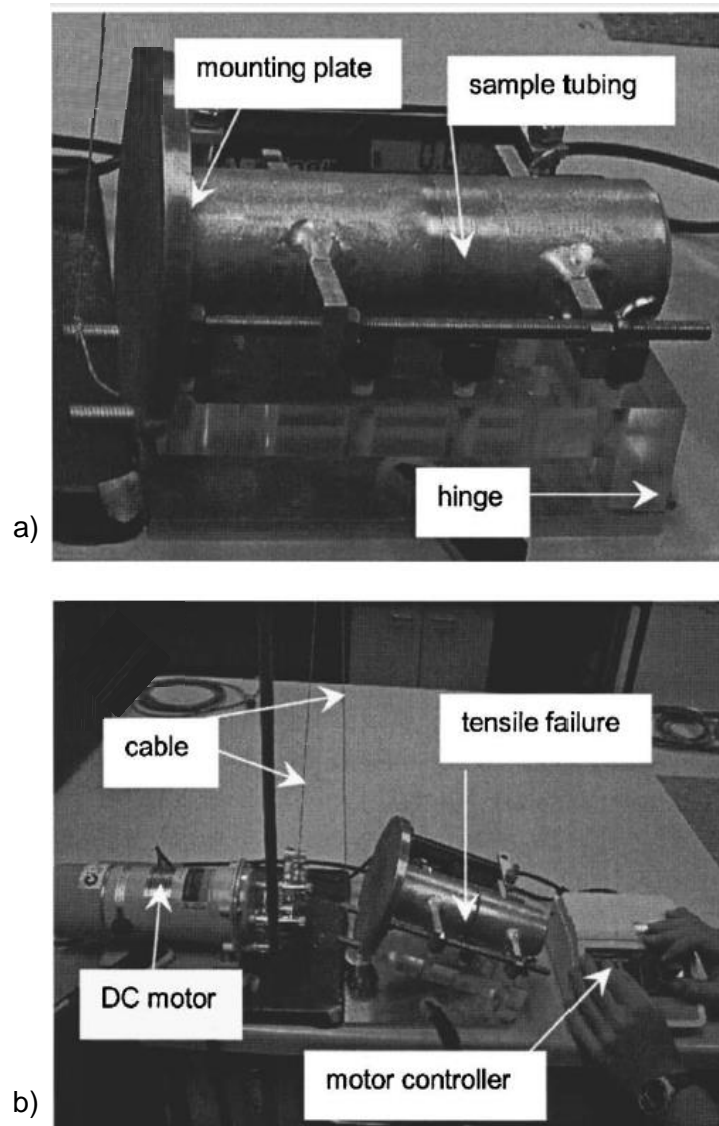 mounting plate
sample tubing
hinge
a)
cable
tensile failure
DC motor
motor controller
b)